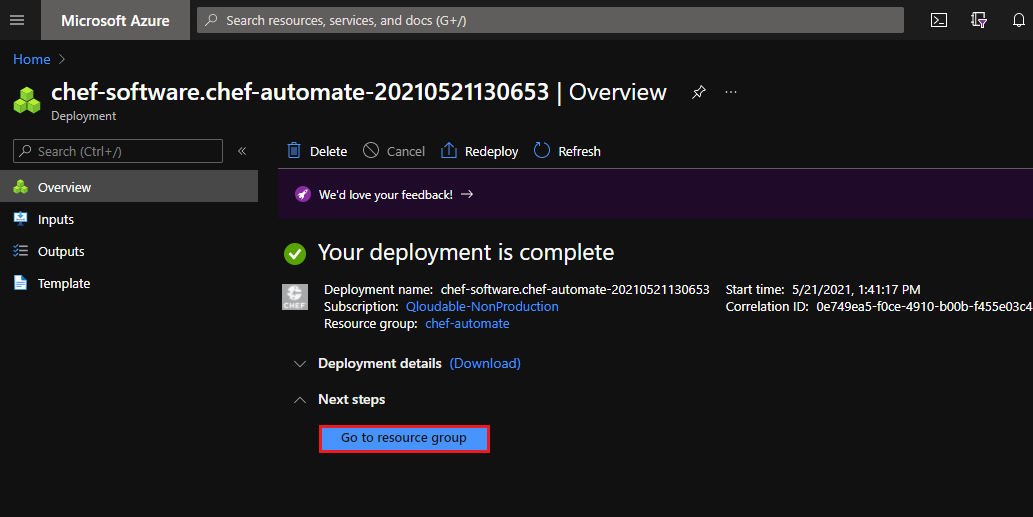 Microsoft Azure
Search resources, services, and docs (G+/)
Home
chef-software.chef-automate-20210521130653 | Overview
Deployment
Search (Ctrl+/)
Delete
Cancel
Redeploy
Refresh
Overview
We'd love your feedback!
Inputs
Outputs
Template
Your deployment is complete
CHEF
Deployment name: chef-software.chef-automate-20210521130653
Start time: 5/21/2021, 1:41:17 PM
Subscription: Qloudable-NonProduction
Correlation ID: 0e749ea5-f0ce-4910-b00b-f455e03c4
Resource group: chef-automate
Deployment details (Download)
Next steps
Go to resource group